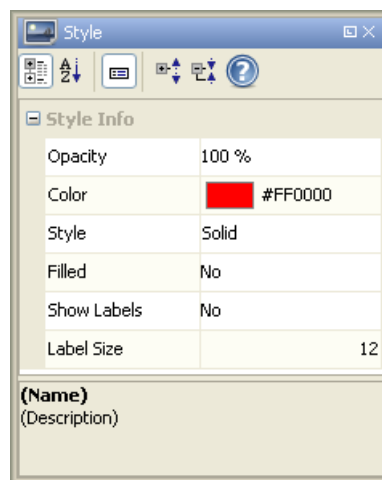 Style
Style Info
Opacity 100 %
Color #FF0000
Style Solid
Filled No
Show Labels No
Label Size 12
(Name)
(Description)